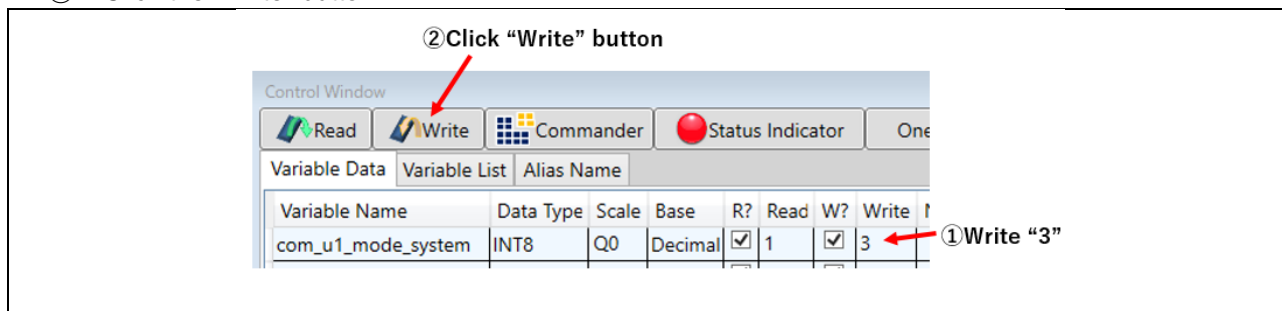 ②Click “Write” button
Control Window
Read Write Commander Status Indicator
Variable Data Variable List Alias Name
Variable Name Data Type Scale Base R? Read W? Write
com_u1_mode_system INT8 Q0 Decimal 1 3
①Write “3”